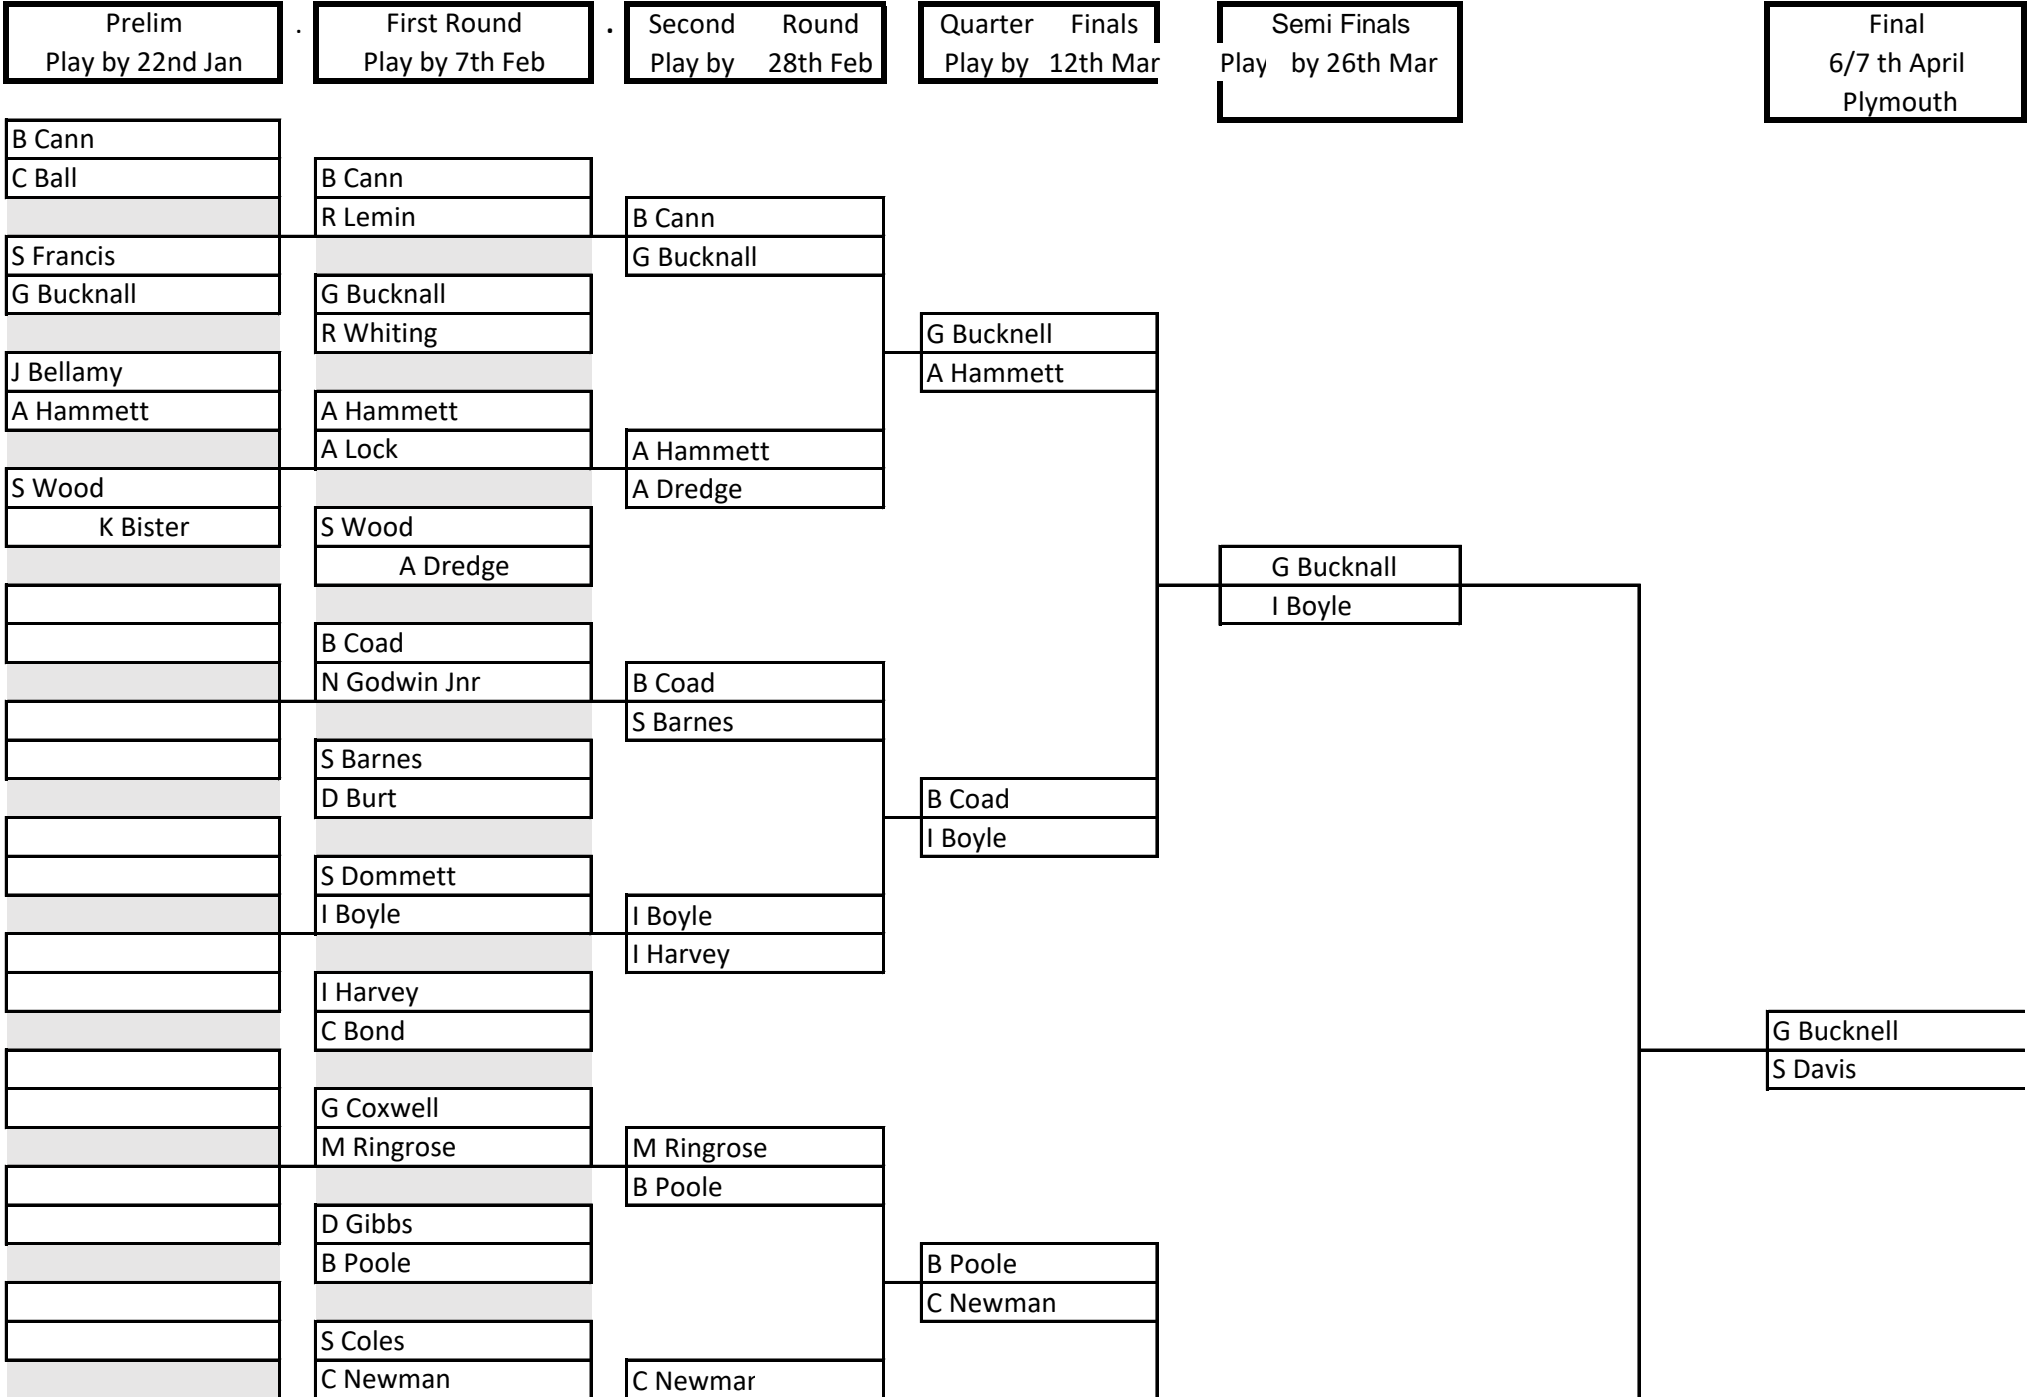 Prelim
Play by 22nd Jan
.
First Round
Play by 7th Feb
.
Second Round
Play by 28th Feb
Quarter Finals
Play by 12th Mar
Semi Finals
Play by 26th Mar
Final
6/7 th April
Plymouth
B Cann
C Ball
S Francis
G Bucknall
J Bellamy
A Hammett
S Wood
K Bister
B Cann
R Lemin
G Bucknall
R Whiting
A Hammett
A Lock
S Wood
A Dredge
B Coad
N Godwin Jnr
S Barnes
D Burt
S Dommett
I Boyle
I Harvey
C Bond
G Coxwell
M Ringrose
D Gibbs
B Poole
S Coles
C Newman
B Cann
G Bucknall
A Hammett
A Dredge
B Coad
S Barnes
I Boyle
I Harvey
M Ringrose
B Poole
C Newmar
G Bucknell
A Hammett
B Coad
I Boyle
B Poole
C Newman
G Bucknall
I Boyle
G Bucknell
S Davis